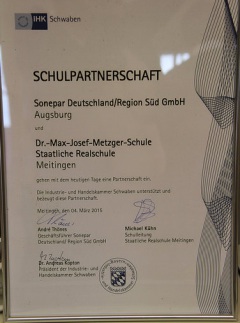 IHK Schwaben
SCHULPARTNERSCHAFT
Sonepar Deutschland/Region Süd GmbH
Augsburg
und
Dr.-Max-Josef-Metzger-Schule
Staatliche Realschule
Meitingen
gehen mit dem heutigen Tage eine Partnerschaft ein.
Die Industrie- und Handelskammer Schwaben unterstützt und
belegt diese Partnerschaft.
Meitingen, den 04. März 2015
André Thönse Michael Kühn
Geschäftsführer Sonepar Schulleitung
Deutschland/ Region Süd GmbH Staatliche Realschule Meitingen
Dr. Andreas Kopton
Präsident der Industrie- und
Handelskammer Schwaben